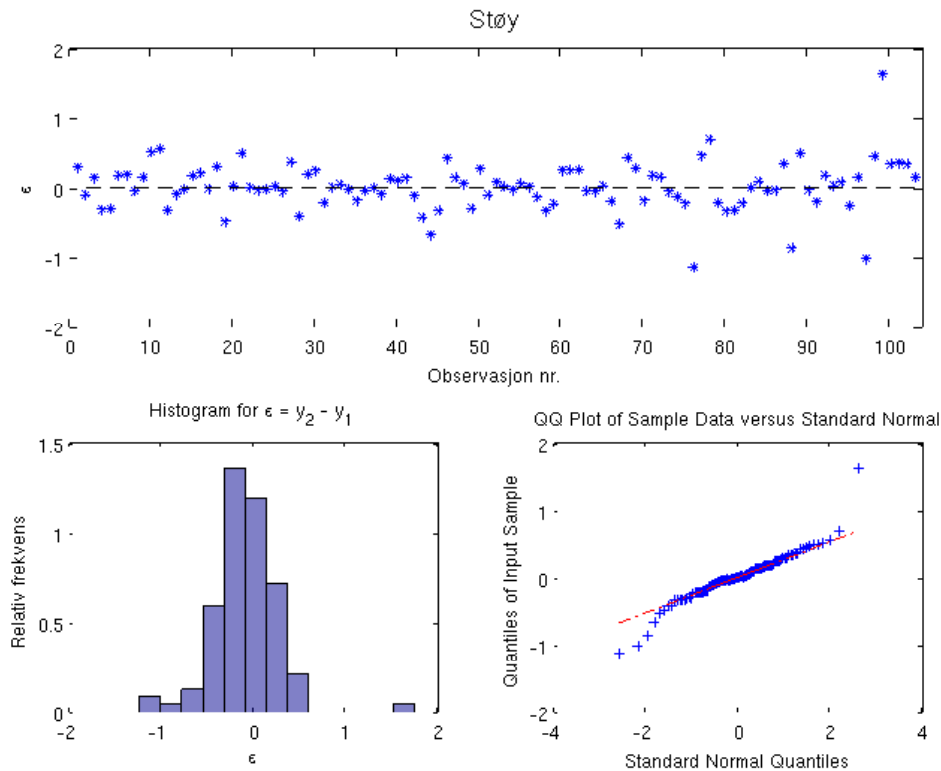 Støy
2
1
0
-1
-2
ε
0 10 20 30 40 50 60 70 80 90 100
Observasjon nr.
Histogram for ε = y₂ - y₁
1.5
1
0.5
0
Relativ frekvens
-2 -1 0 1 2
ε
QQ Plot of Sample Data versus Standard Normal
2
1
0
-1
-2
Quantiles of Input Sample
-4 -2 0 2 4
Standard Normal Quantiles